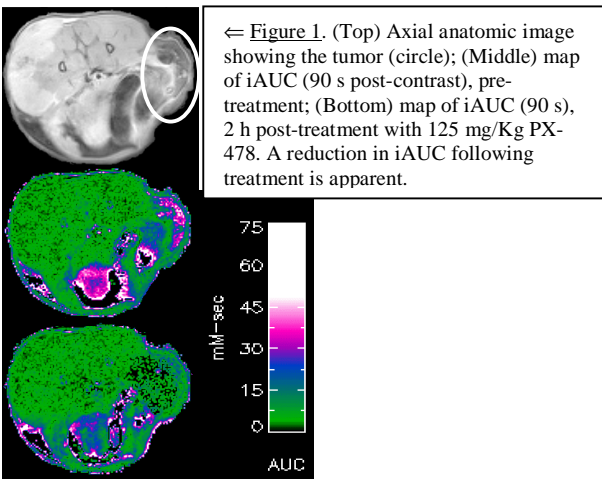 ⇐ Figure 1. (Top) Axial anatomic image
showing the tumor (circle); (Middle) map
of iAUC (90 s post-contrast), pre-
treatment; (Bottom) map of iAUC (90 s),
2 h post-treatment with 125 mg/Kg PX-
478. A reduction in iAUC following
treatment is apparent.
75
60
45
30
15
0
mM-sec
AUC